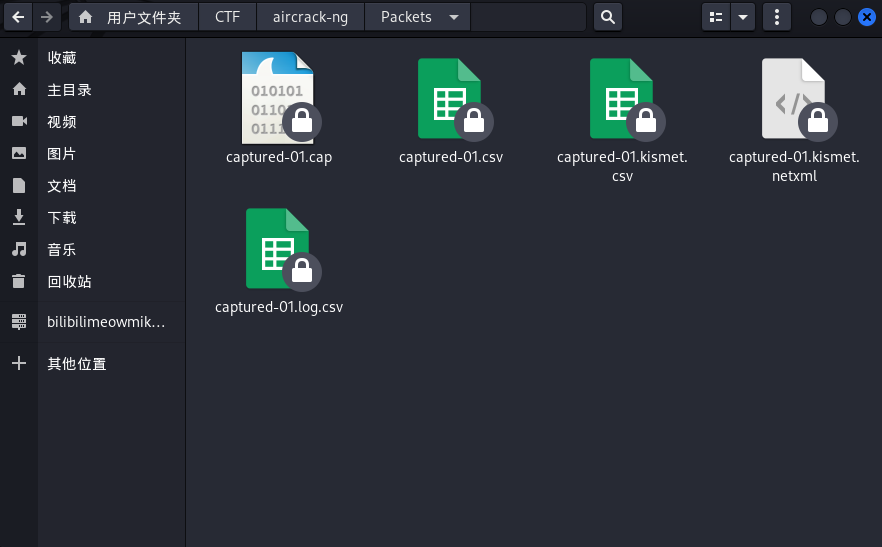 用户文件夹 CTF aircrack-ng Packets
收藏
主目录
视频
图片
文档
下载
音乐
回收站
bilibilimeowmik…
其他位置
010101
0110
0111
captured-01.cap
captured-01.csv
captured-01.kismet.
csv
captured-01.kismet.
netxml
captured-01.log.csv